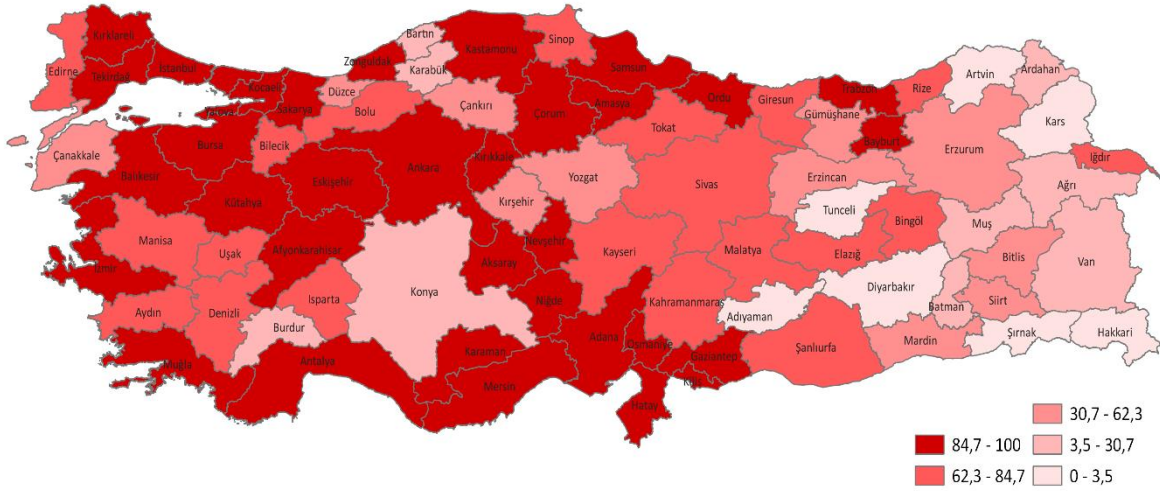 Kırklareli
Edirne
Tekirdağ
İstanbul
Kocaeli
Yalova
Sakarya
Düzce
Zonguldak
Bartın
Karabük
Kastamonu
Sinop
Samsun
Bolu
Çankırı
Çorum
Amasya
Ordu
Giresun
Trabzon
Rize
Artvin
Ardahan
Kars
Gümüşhane
Bayburt
Tokat
Çanakkale
Balıkesir
Bursa
Bilecik
Eskişehir
Ankara
Kırıkkale
Yozgat
Sivas
Erzincan
Erzurum
Iğdır
Ağrı
Kütahya
Kırşehir
Tunceli
Bingöl
Muş
Manisa
Uşak
Afyonkarahisar
Nevşehir
Kayseri
Malatya
Elazığ
Bitlis
Van
İzmir
Aksaray
Konya
Niğde
Diyarbakır
Batman
Siirt
Aydın
Denizli
Isparta
Burdur
Kahramanmaraş
Adıyaman
Şanlıurfa
Mardin
Şırnak
Hakkari
Muğla
Antalya
Karaman
Mersin
Adana
Osmaniye
Gaziantep
Hatay
30,7 - 62,3
84,7 - 100
3,5 - 30,7
62,3 - 84,7
0 - 3,5